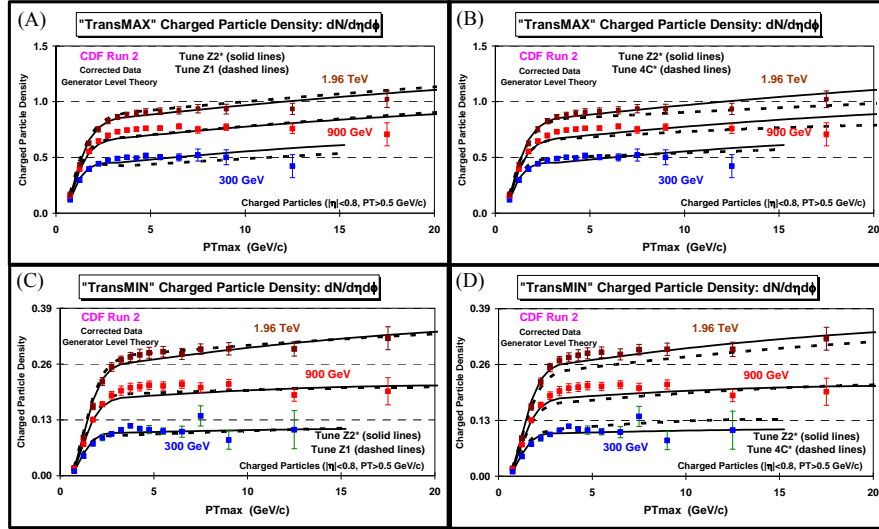 (A)
"TransMAX" Charged Particle Density: dN/dηdϕ
CDF Run 2
Corrected Data
Generator Level Theory
Tune Z2* (solid lines)
Tune Z1 (dashed lines)
1.96 TeV
900 GeV
300 GeV
Charged Particles (|η|<0.8, PT>0.5 GeV/c)
Charged Particle Density
1.5
1.0
0.5
0.0
0 5 10 15 20
PTmax (GeV/c)
(B)
"TransMAX" Charged Particle Density: dN/dηdϕ
CDF Run 2
Corrected Data
Generator Level Theory
Tune Z2* (solid lines)
Tune 4C* (dashed lines)
1.96 TeV
900 GeV
300 GeV
Charged Particles (|η|<0.8, PT>0.5 GeV/c)
Charged Particle Density
1.5
1.0
0.5
0.0
0 5 10 15 20
PTmax (GeV/c)
(C)
"TransMIN" Charged Particle Density: dN/dηdϕ
CDF Run 2
Corrected Data
Generator Level Theory
1.96 TeV
900 GeV
300 GeV
Tune Z2* (solid lines)
Tune Z1 (dashed lines)
Charged Particles (|η|<0.8, PT>0.5 GeV/c)
Charged Particle Density
0.39
0.26
0.13
0.00
0 5 10 15 20
PTmax (GeV/c)
(D)
"TransMIN" Charged Particle Density: dN/dηdϕ
CDF Run 2
Corrected Data
Generator Level Theory
1.96 TeV
900 GeV
300 GeV
Tune Z2* (solid lines)
Tune 4C* (dashed lines)
Charged Particles (|η|<0.8, PT>0.5 GeV/c)
Charged Particle Density
0.39
0.26
0.13
0.00
0 5 10 15 20
PTmax (GeV/c)